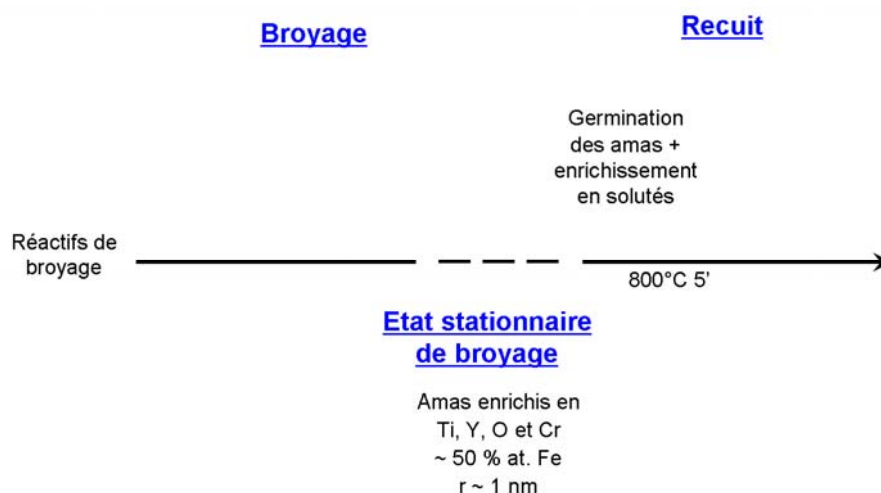 Broyage
Recuit
Germination
des amas +
enrichissement
en solutés
Réactifs de
broyage
800°C 5'
Etat stationnaire
de broyage
Amas enrichis en
Ti, Y, O et Cr
~ 50 % at. Fe
r ~ 1 nm